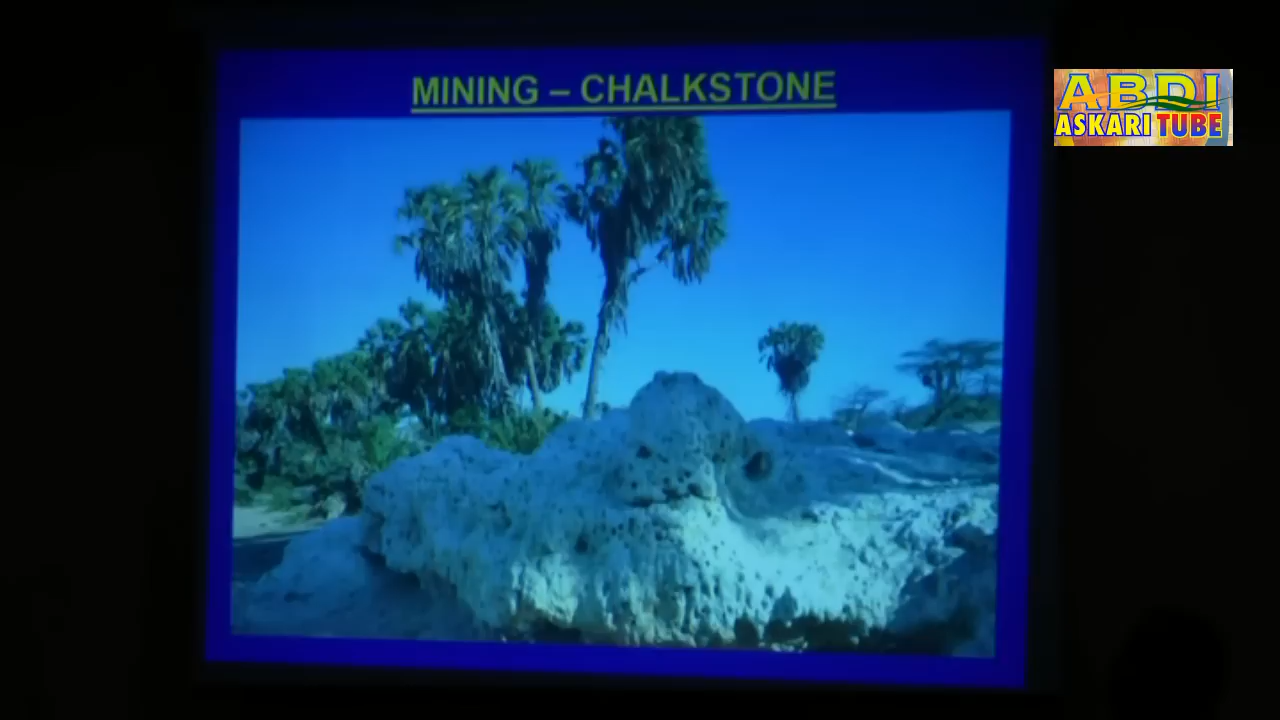 MINING – CHALKSTONE
ABDI
ASKARI TUBE